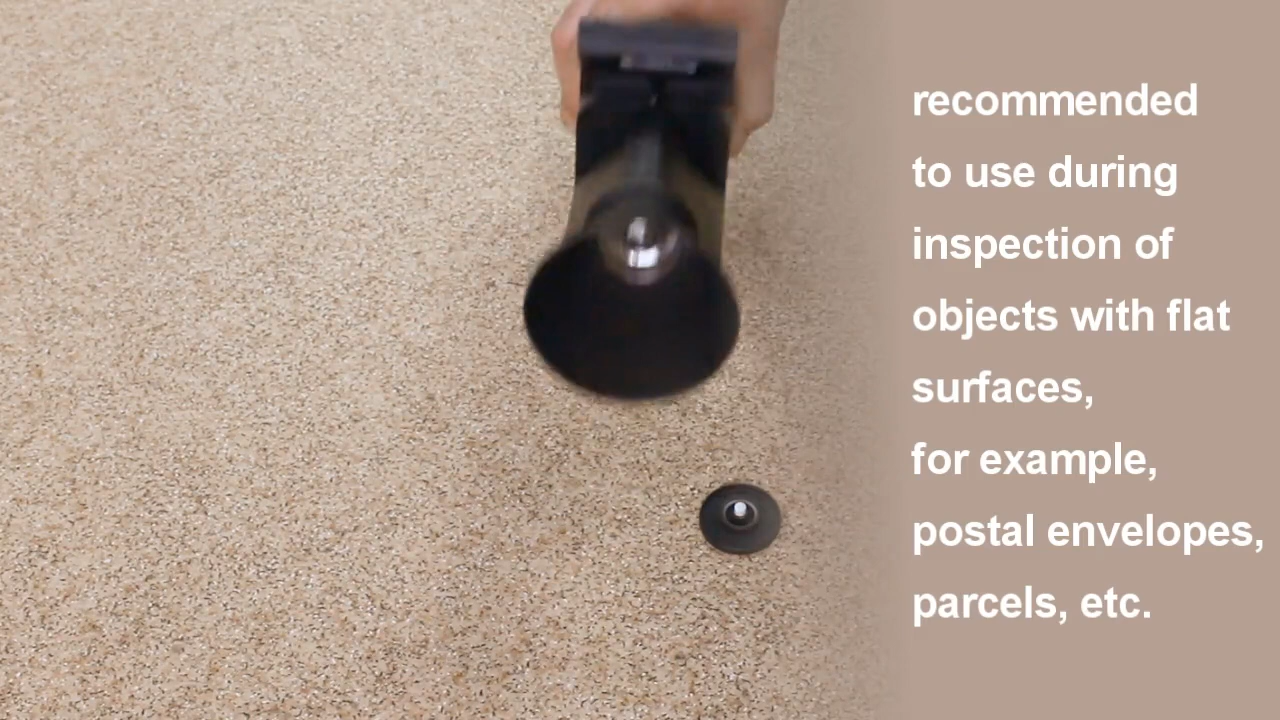 recommended
to use during
inspection of
objects with flat
surfaces,
for example,
postal envelopes,
parcels, etc.